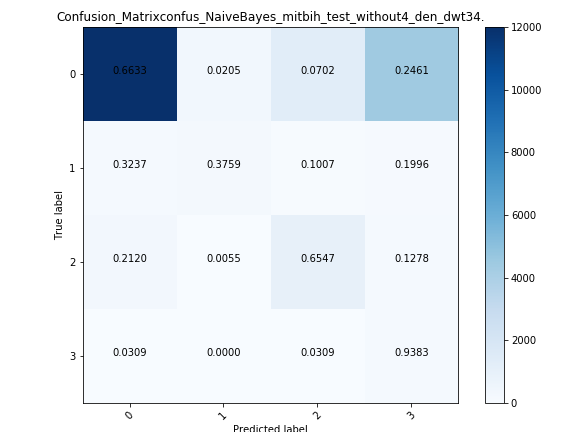 Confusion_Matrixconfus_NaiveBayes_mitbih_test_without4_den_dwt34.
12000
0 0.6633 0.0205 0.0702 0.2461
10000
1 0.3237 0.3759 0.1007 0.1996
8000
True label
6000
2 0.2120 0.0055 0.6547 0.1278
4000
3 0.0309 0.0000 0.0309 0.9383
2000
0
0 1 2 3
Predicted label